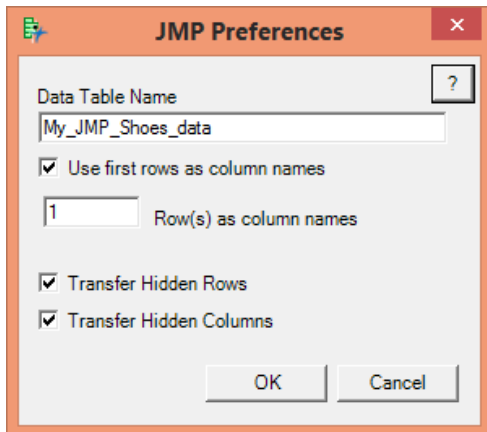 JMP Preferences
×
?
Data Table Name
My_JMP_Shoes_data
Use first rows as column names
1 Row(s) as column names
Transfer Hidden Rows
Transfer Hidden Columns
OK Cancel